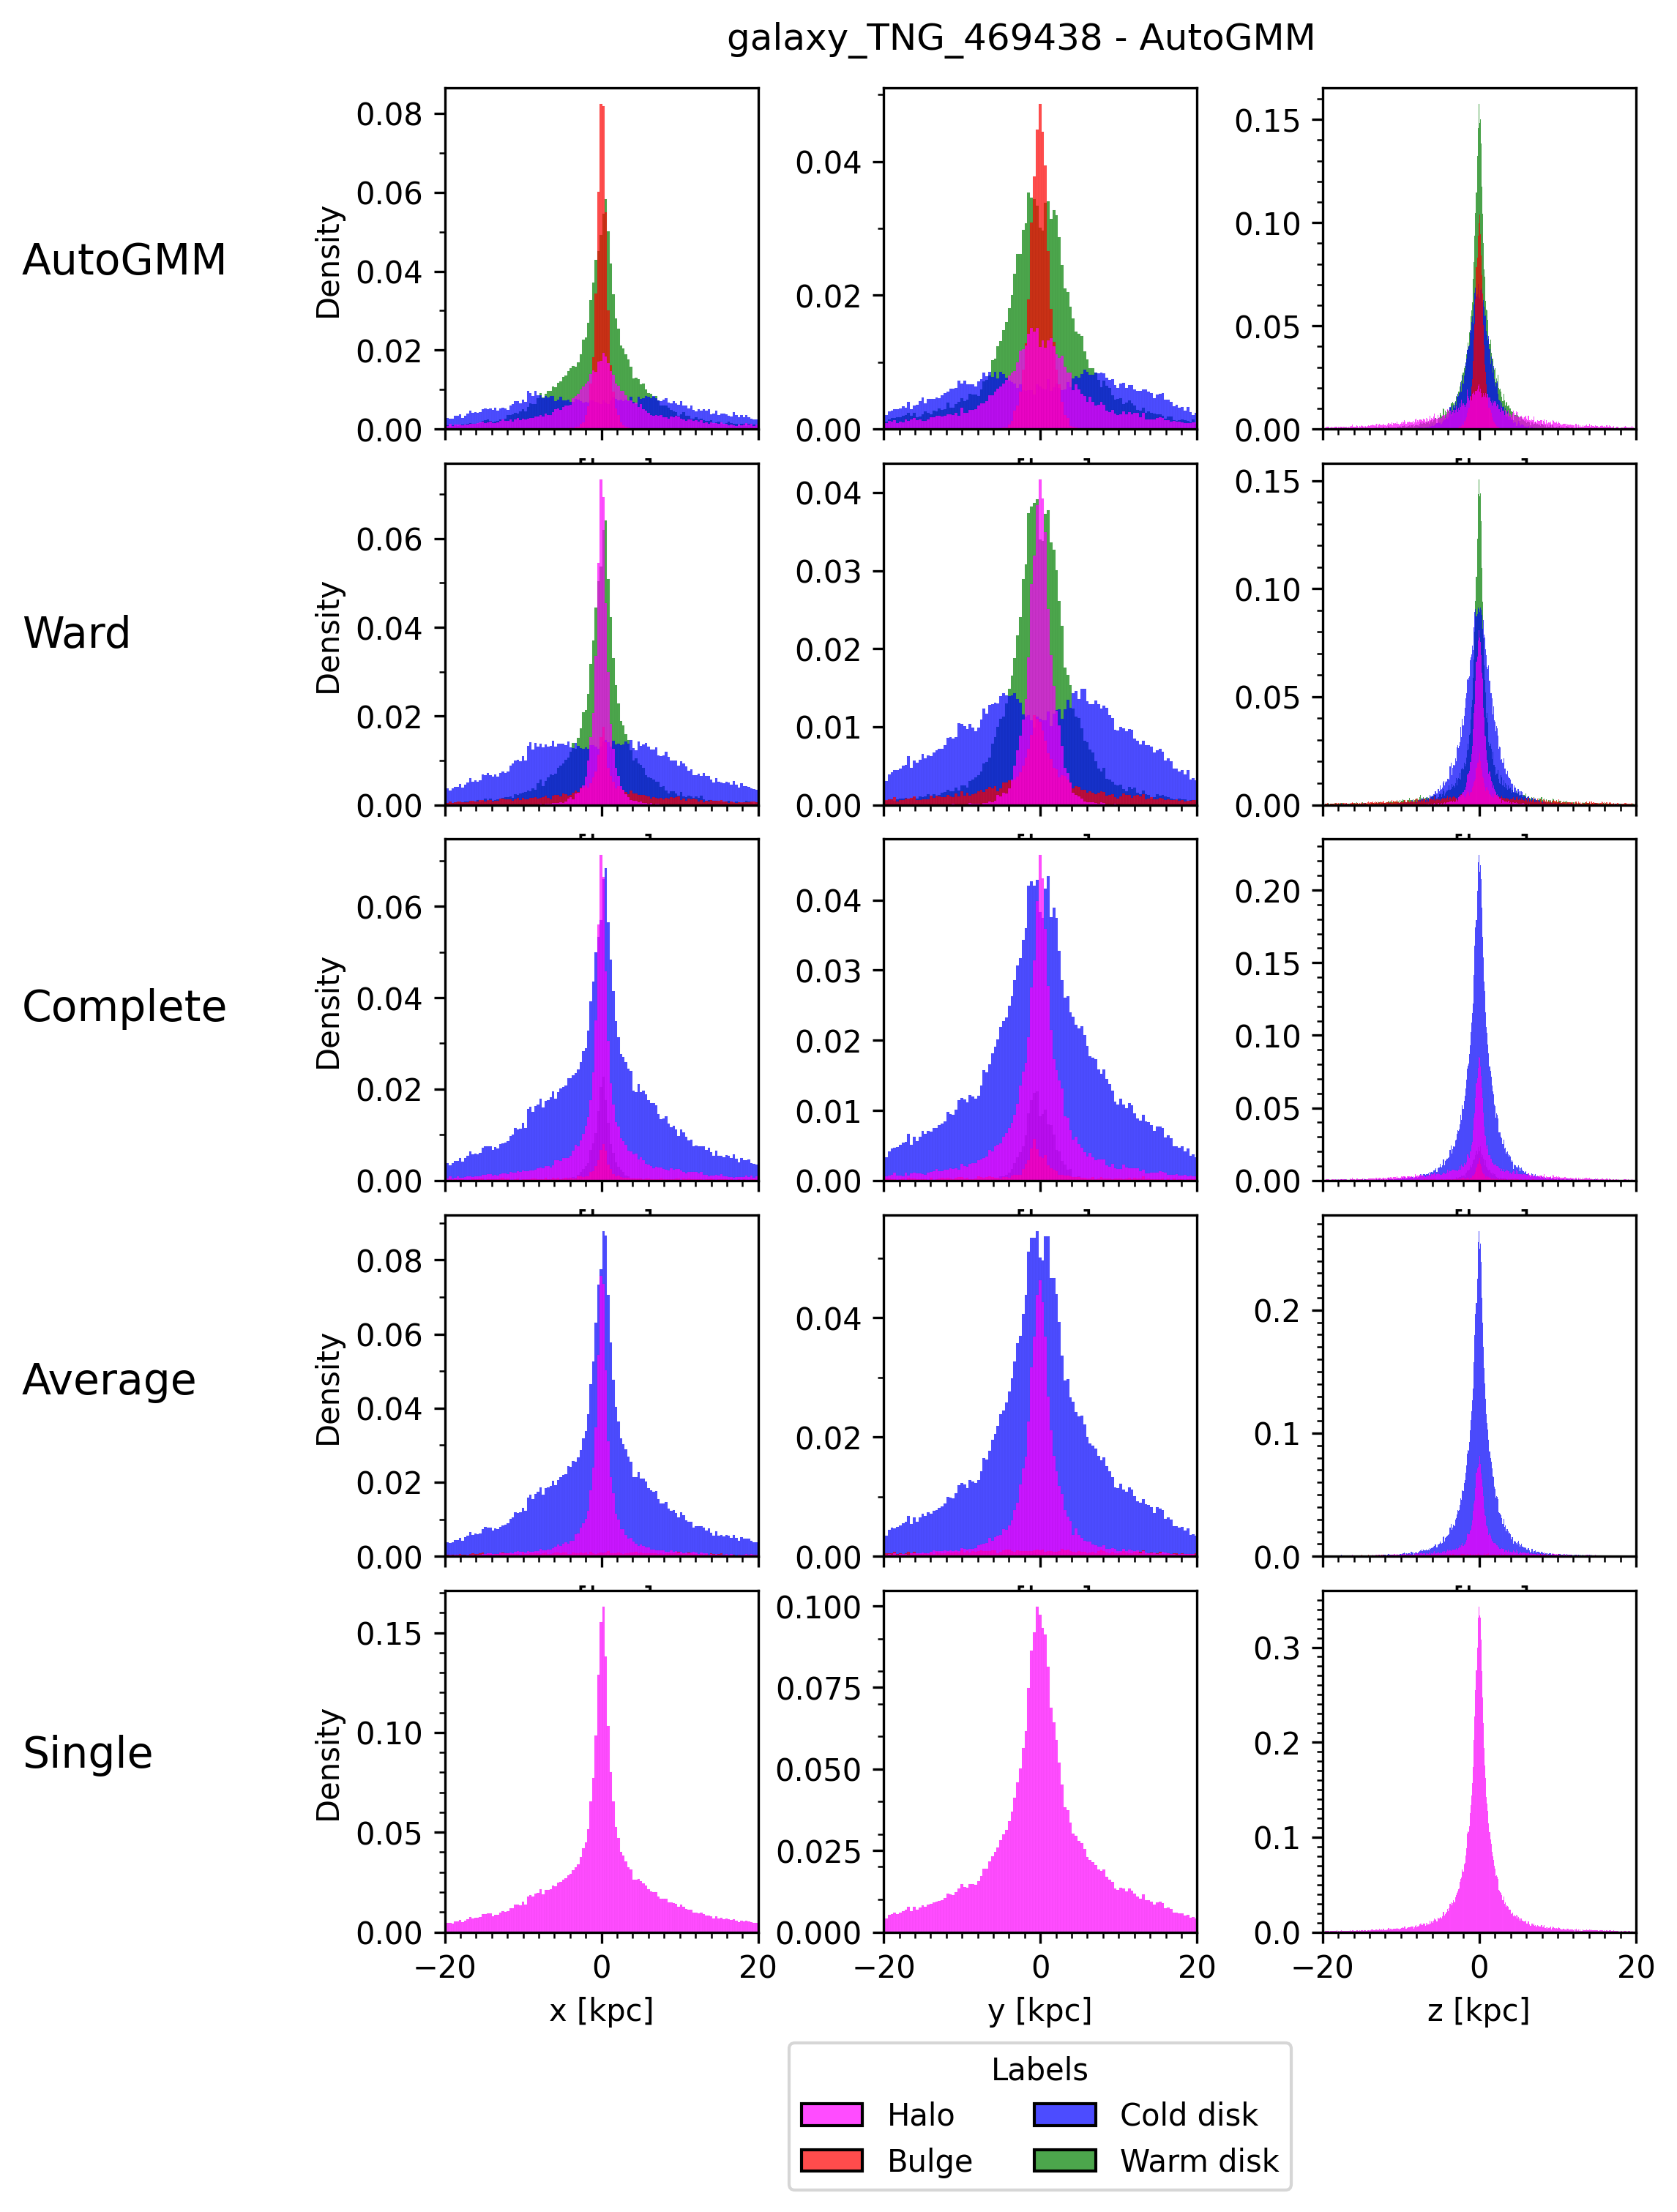 galaxy_TNG_469438 - AutoGMM
AutoGMM
Density
0.00
0.02
0.04
0.06
0.08
0.00
0.02
0.04
0.00
0.05
0.10
0.15
Ward
Density
0.00
0.02
0.04
0.06
0.00
0.01
0.02
0.03
0.04
0.00
0.05
0.10
0.15
Complete
Density
0.00
0.02
0.04
0.06
0.00
0.01
0.02
0.03
0.04
0.00
0.05
0.10
0.15
0.20
Average
Density
0.00
0.02
0.04
0.06
0.08
0.00
0.02
0.04
0.0
0.1
0.2
Single
Density
0.00
0.05
0.10
0.15
0.000
0.025
0.050
0.075
0.100
0.0
0.1
0.2
0.3
−20 0 20
−20 0 20
−20 0 20
x [kpc]
y [kpc]
z [kpc]
Labels
Halo
Bulge
Cold disk
Warm disk